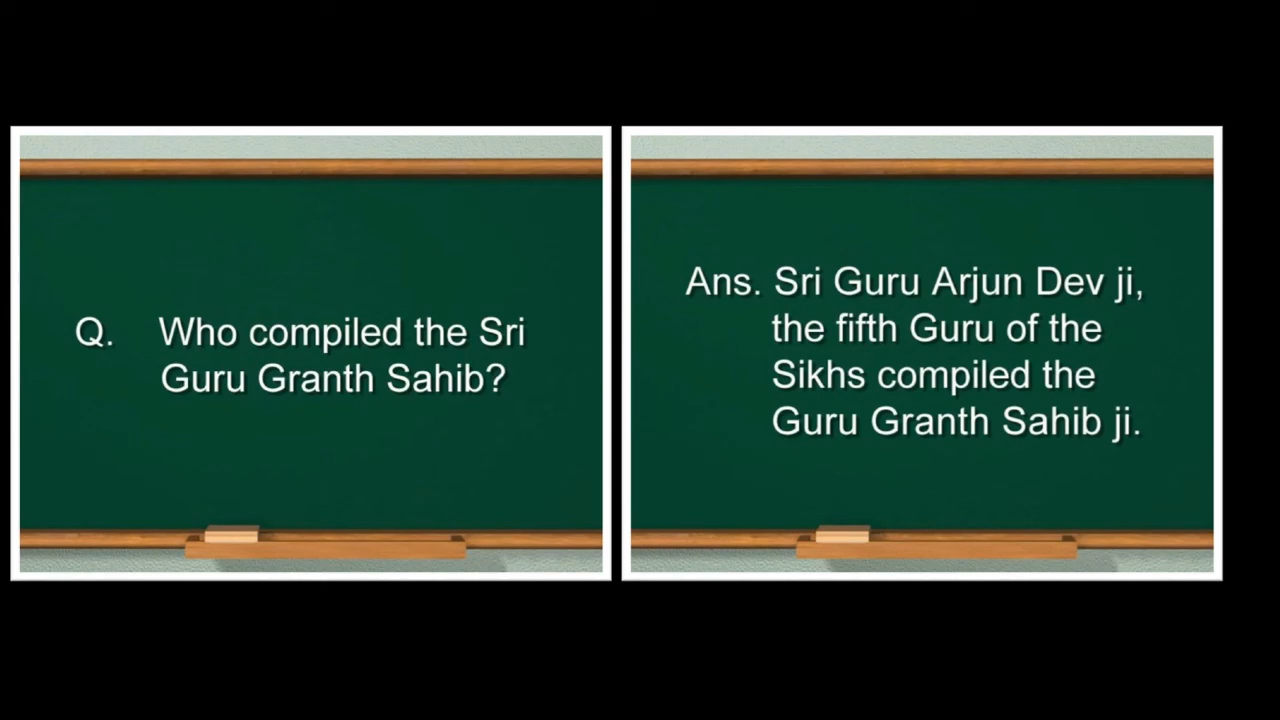 Q. Who compiled the Sri
Guru Granth Sahib?
Ans. Sri Guru Arjun Dev ji,
the fifth Guru of the
Sikhs compiled the
Guru Granth Sahib ji.